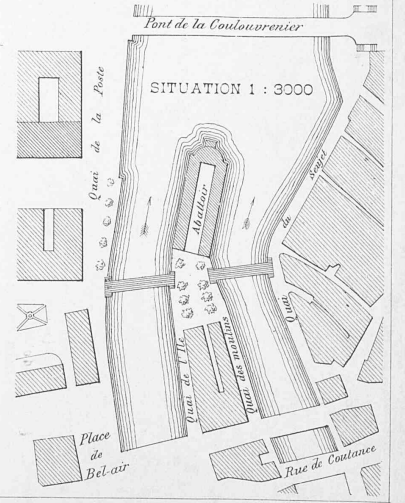 Pont de la Coulouvrenier
SITUATION 1 : 3000
Quai de la Poste
Abattoir
Quai du Seujet
Quai de l'Ile
Quai des moulins
Place
de
Bel-air
Rue de Coutance